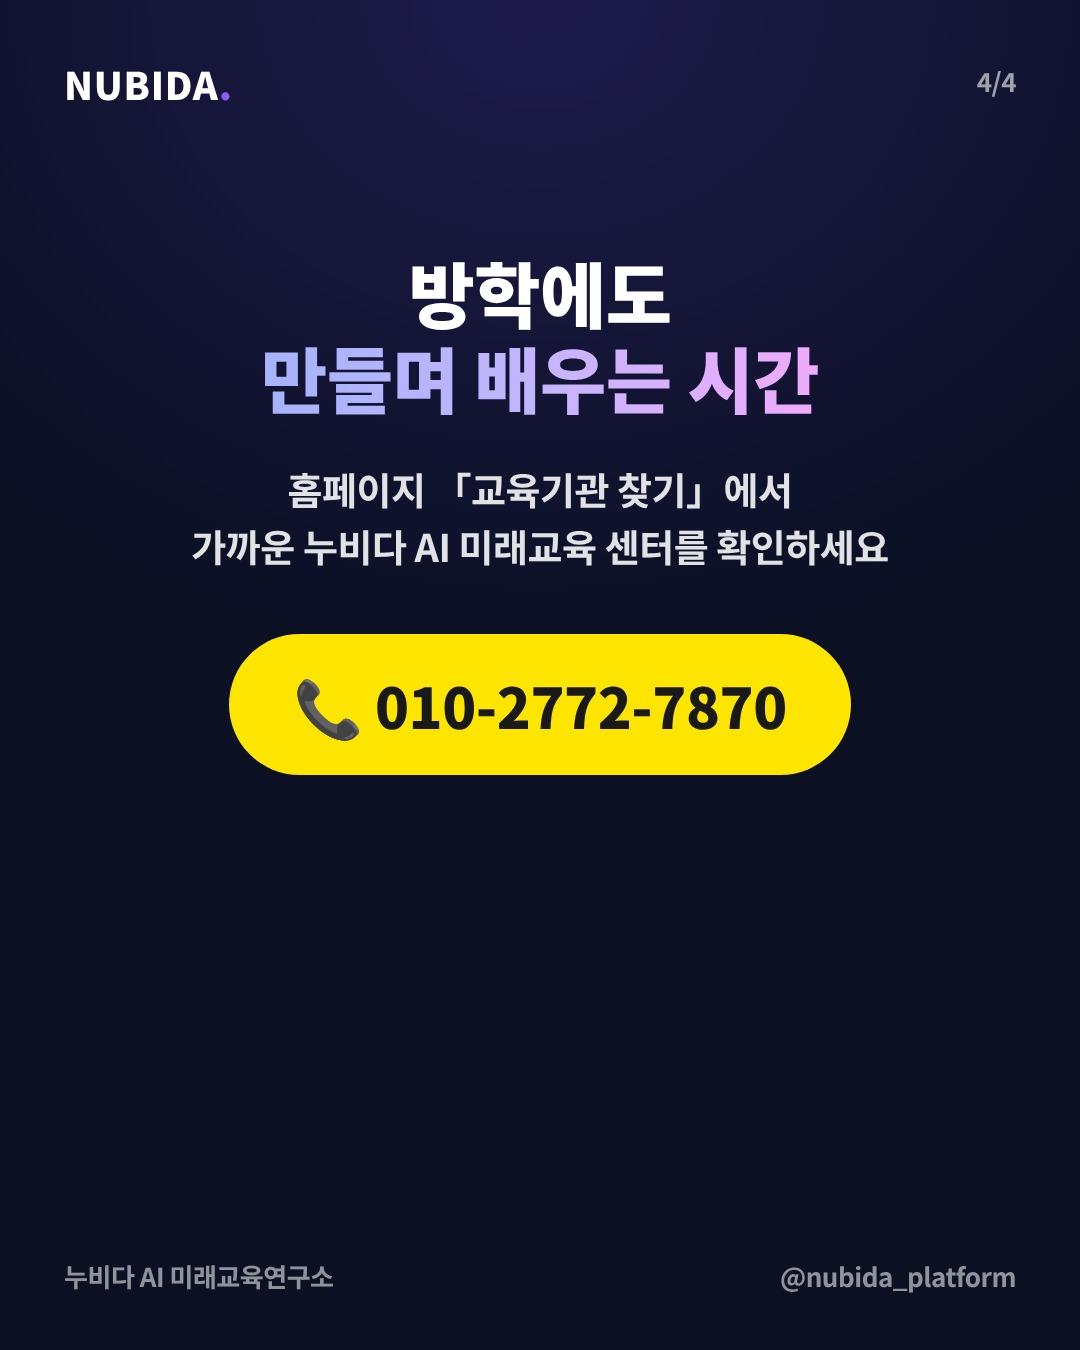 NUBIDA.
4/4
방학에도
만들며 배우는 시간
홈페이지 「교육기관 찾기」에서
가까운 누비다 AI 미래교육 센터를 확인하세요
📞 010-2772-7870
누비다 AI 미래교육연구소
@nubida_platform